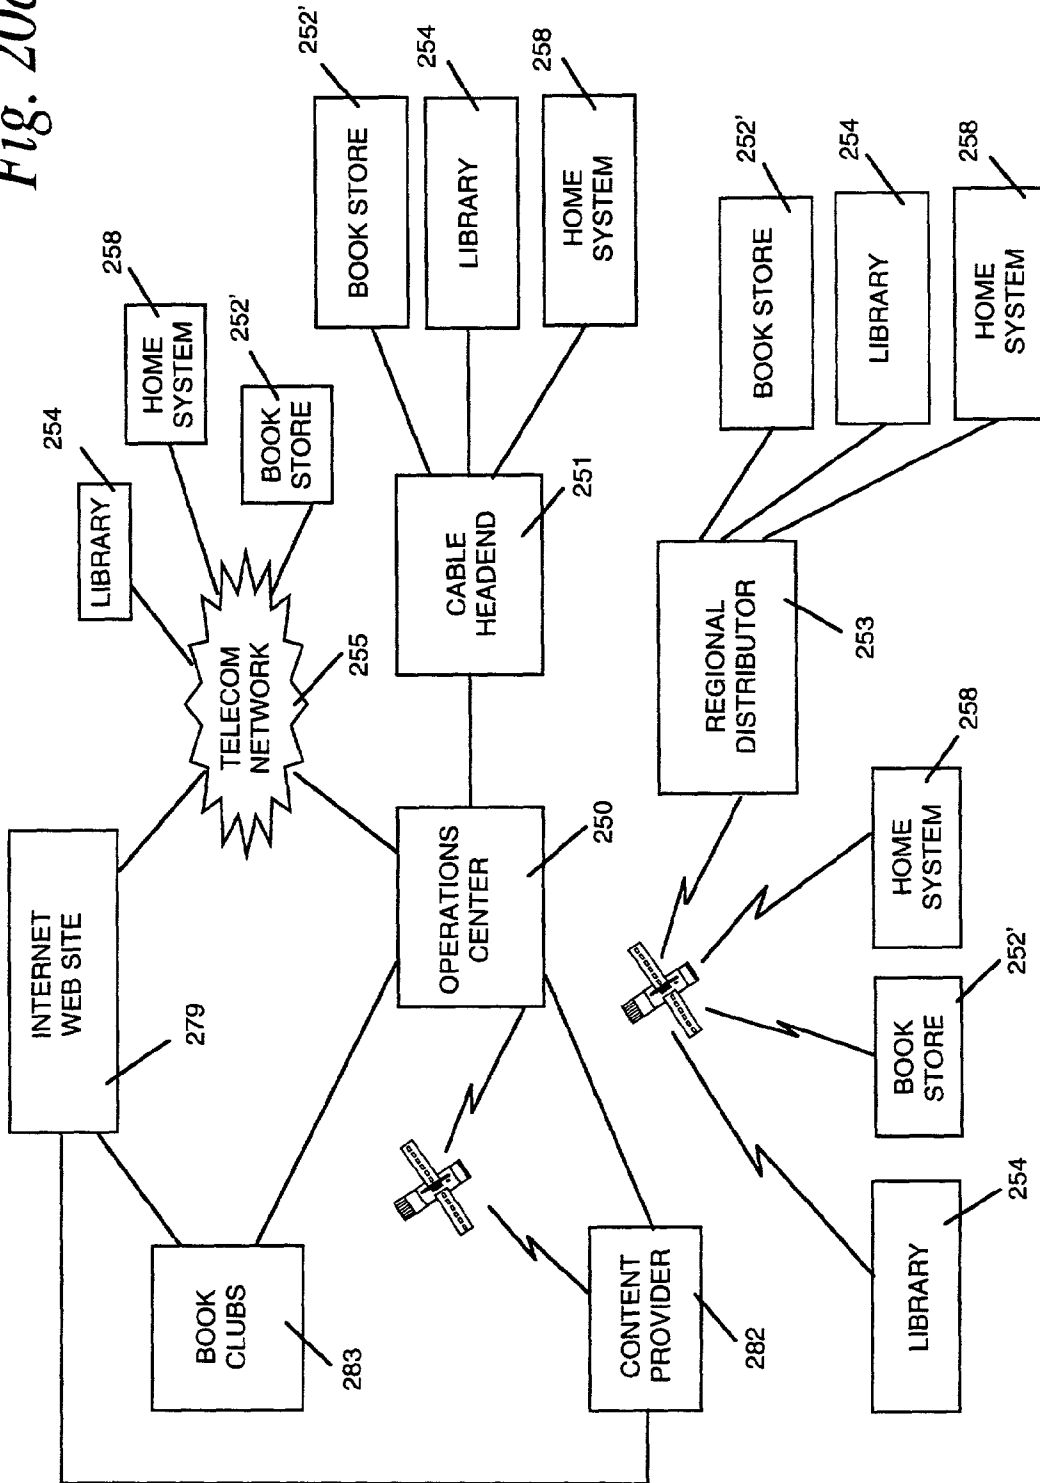 Fig. 20a
INTERNET
WEB SITE
279
BOOK
CLUBS
283
TELECOM
NETWORK
255
LIBRARY
254
HOME
SYSTEM
258
BOOK
STORE
252'
OPERATIONS
CENTER
250
CABLE
HEADEND
251
BOOK STORE
252'
LIBRARY
254
HOME
SYSTEM
258
CONTENT
PROVIDER
282
REGIONAL
DISTRIBUTOR
253
BOOK STORE
252'
LIBRARY
254
HOME
SYSTEM
258
LIBRARY
254
BOOK
STORE
252'
HOME
SYSTEM
258